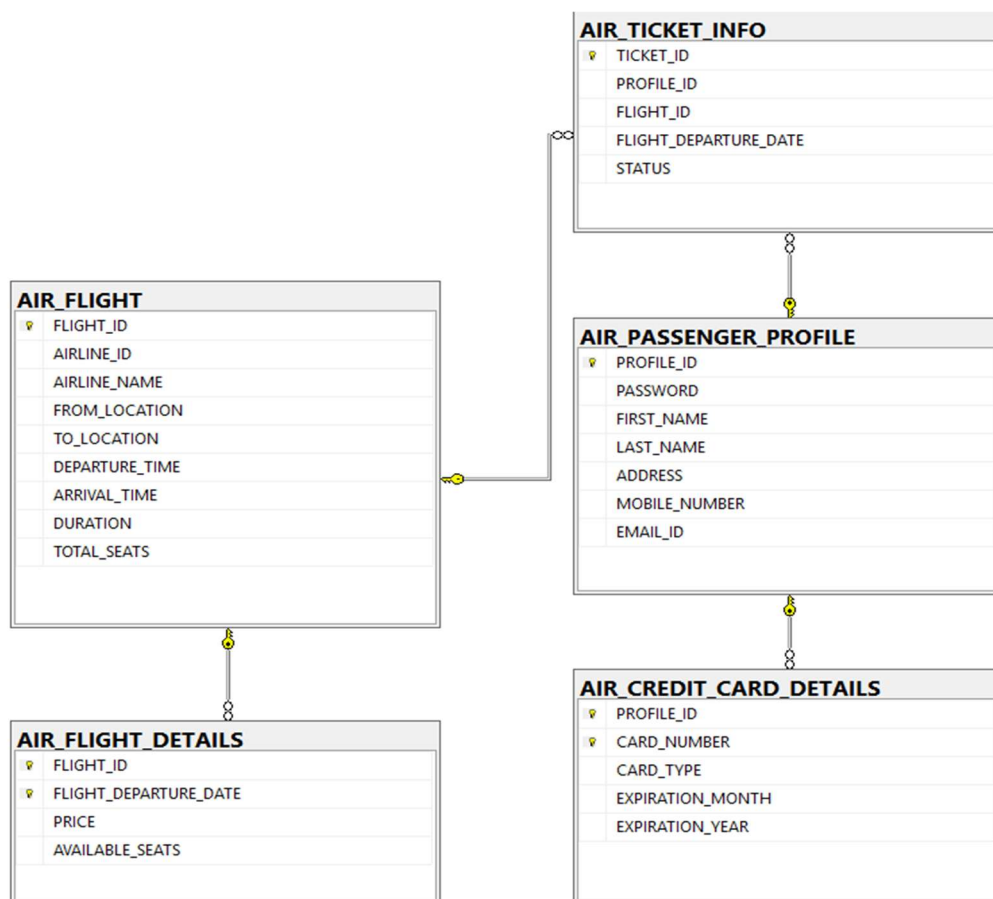 AIR_TICKET_INFO
TICKET_ID
PROFILE_ID
FLIGHT_ID
FLIGHT_DEPARTURE_DATE
STATUS
AIR_FLIGHT
FLIGHT_ID
AIRLINE_ID
AIRLINE_NAME
FROM_LOCATION
TO_LOCATION
DEPARTURE_TIME
ARRIVAL_TIME
DURATION
TOTAL_SEATS
AIR_PASSENGER_PROFILE
PROFILE_ID
PASSWORD
FIRST_NAME
LAST_NAME
ADDRESS
MOBILE_NUMBER
EMAIL_ID
AIR_FLIGHT_DETAILS
FLIGHT_ID
FLIGHT_DEPARTURE_DATE
PRICE
AVAILABLE_SEATS
AIR_CREDIT_CARD_DETAILS
PROFILE_ID
CARD_NUMBER
CARD_TYPE
EXPIRATION_MONTH
EXPIRATION_YEAR